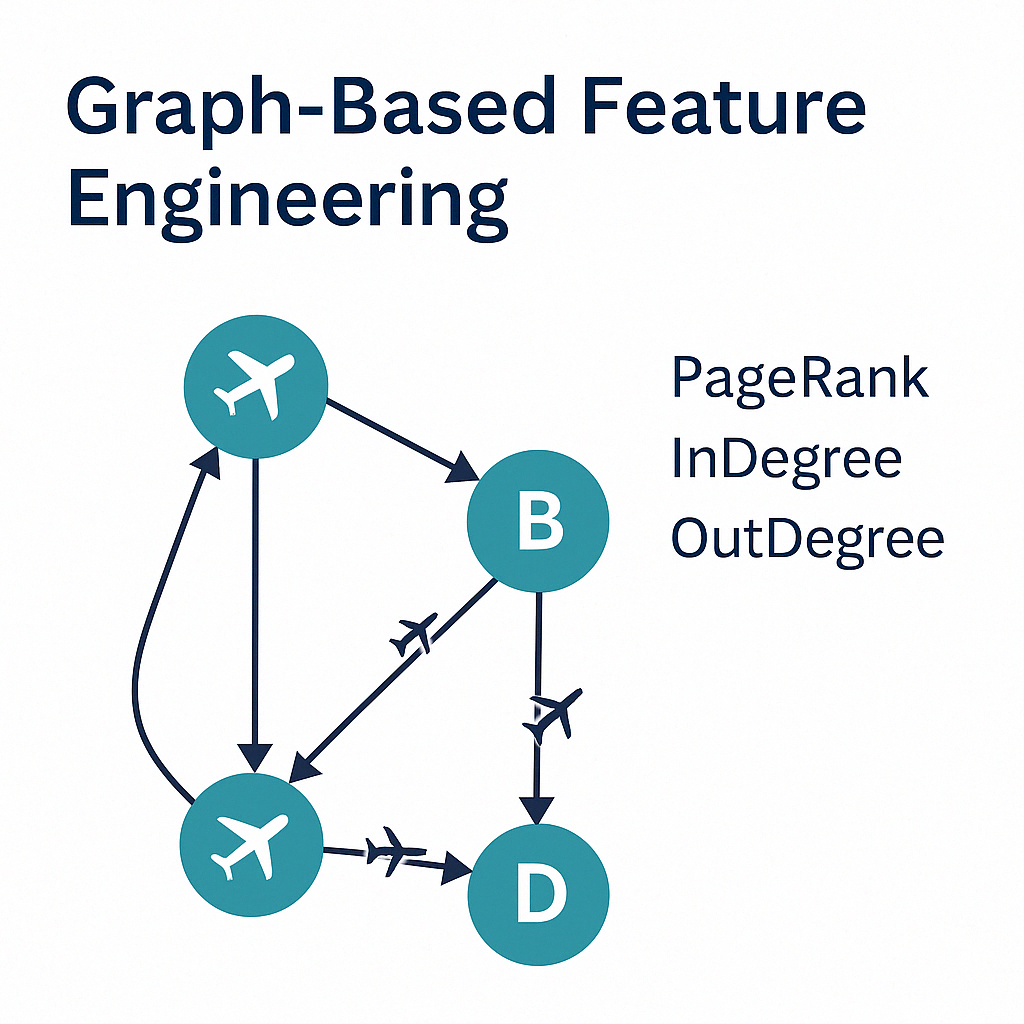 Graph-Based Feature
Engineering
PageRank
B
InDegree
OutDegree
D